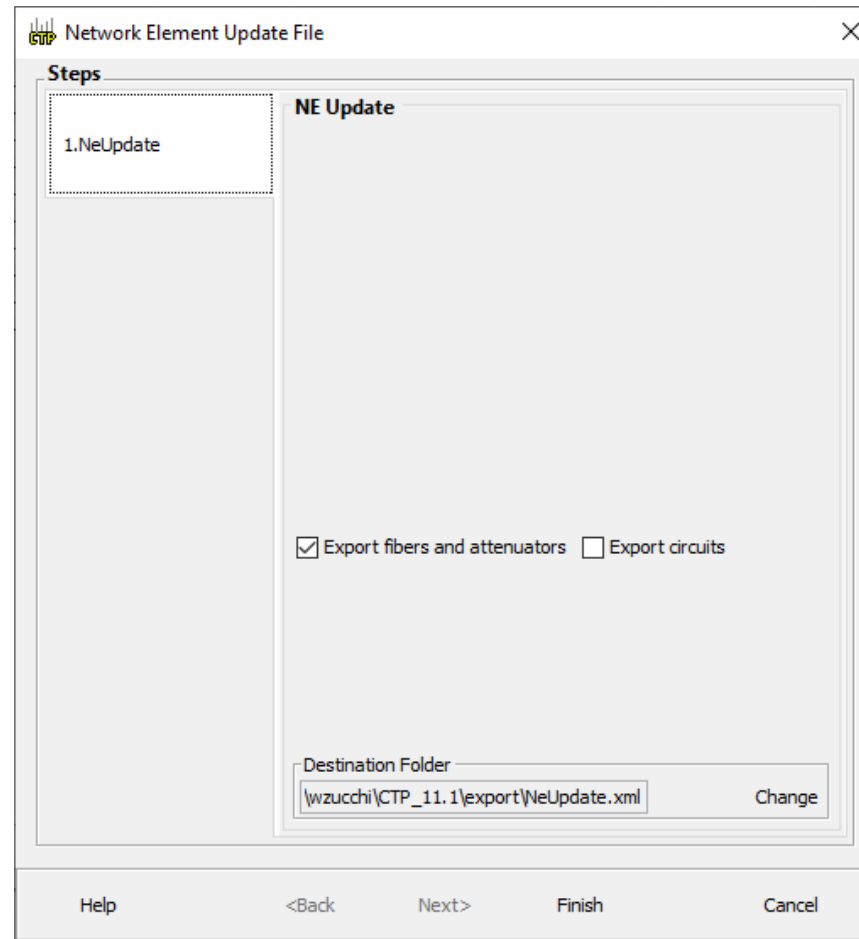 CTP Network Element Update File
Steps
1.NeUpdate
NE Update
Export fibers and attenuators Export circuits
Destination Folder
\wzucchi\CTP_11.1\export\NeUpdate.xml Change
Help <Back Next> Finish Cancel